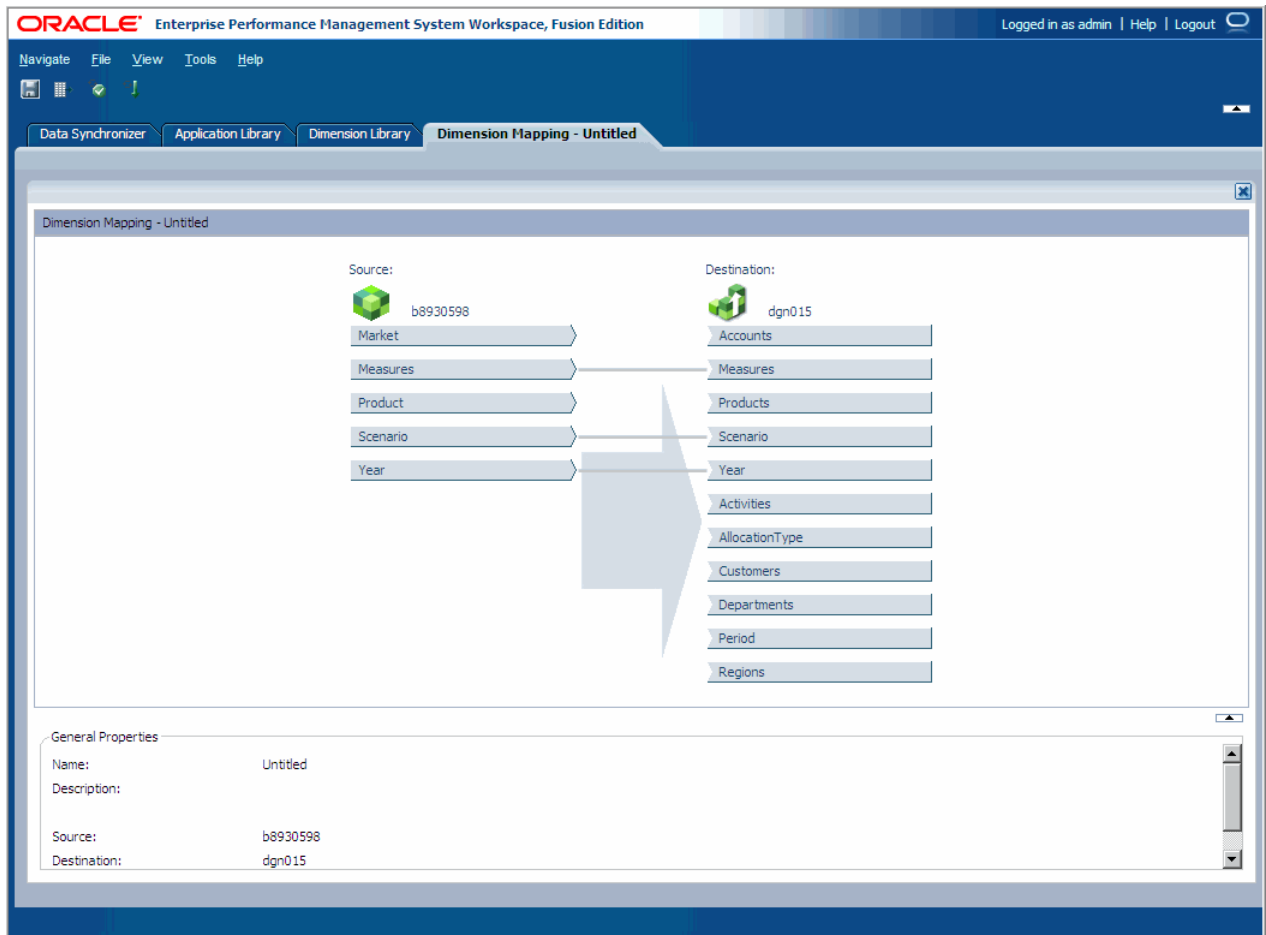 ORACLE Enterprise Performance Management System Workspace, Fusion Edition Logged in as admin | Help | Logout
Navigate File View Tools Help
Data Synchronizer Application Library Dimension Library Dimension Mapping - Untitled
Dimension Mapping - Untitled
Source: Destination:
b8930598 dgn015
Market Accounts
Measures Measures
Product Products
Scenario Scenario
Year Year
Activities
AllocationType
Customers
Departments
Period
Regions
General Properties
Name: Untitled
Description:
Source: b8930598
Destination: dgn015